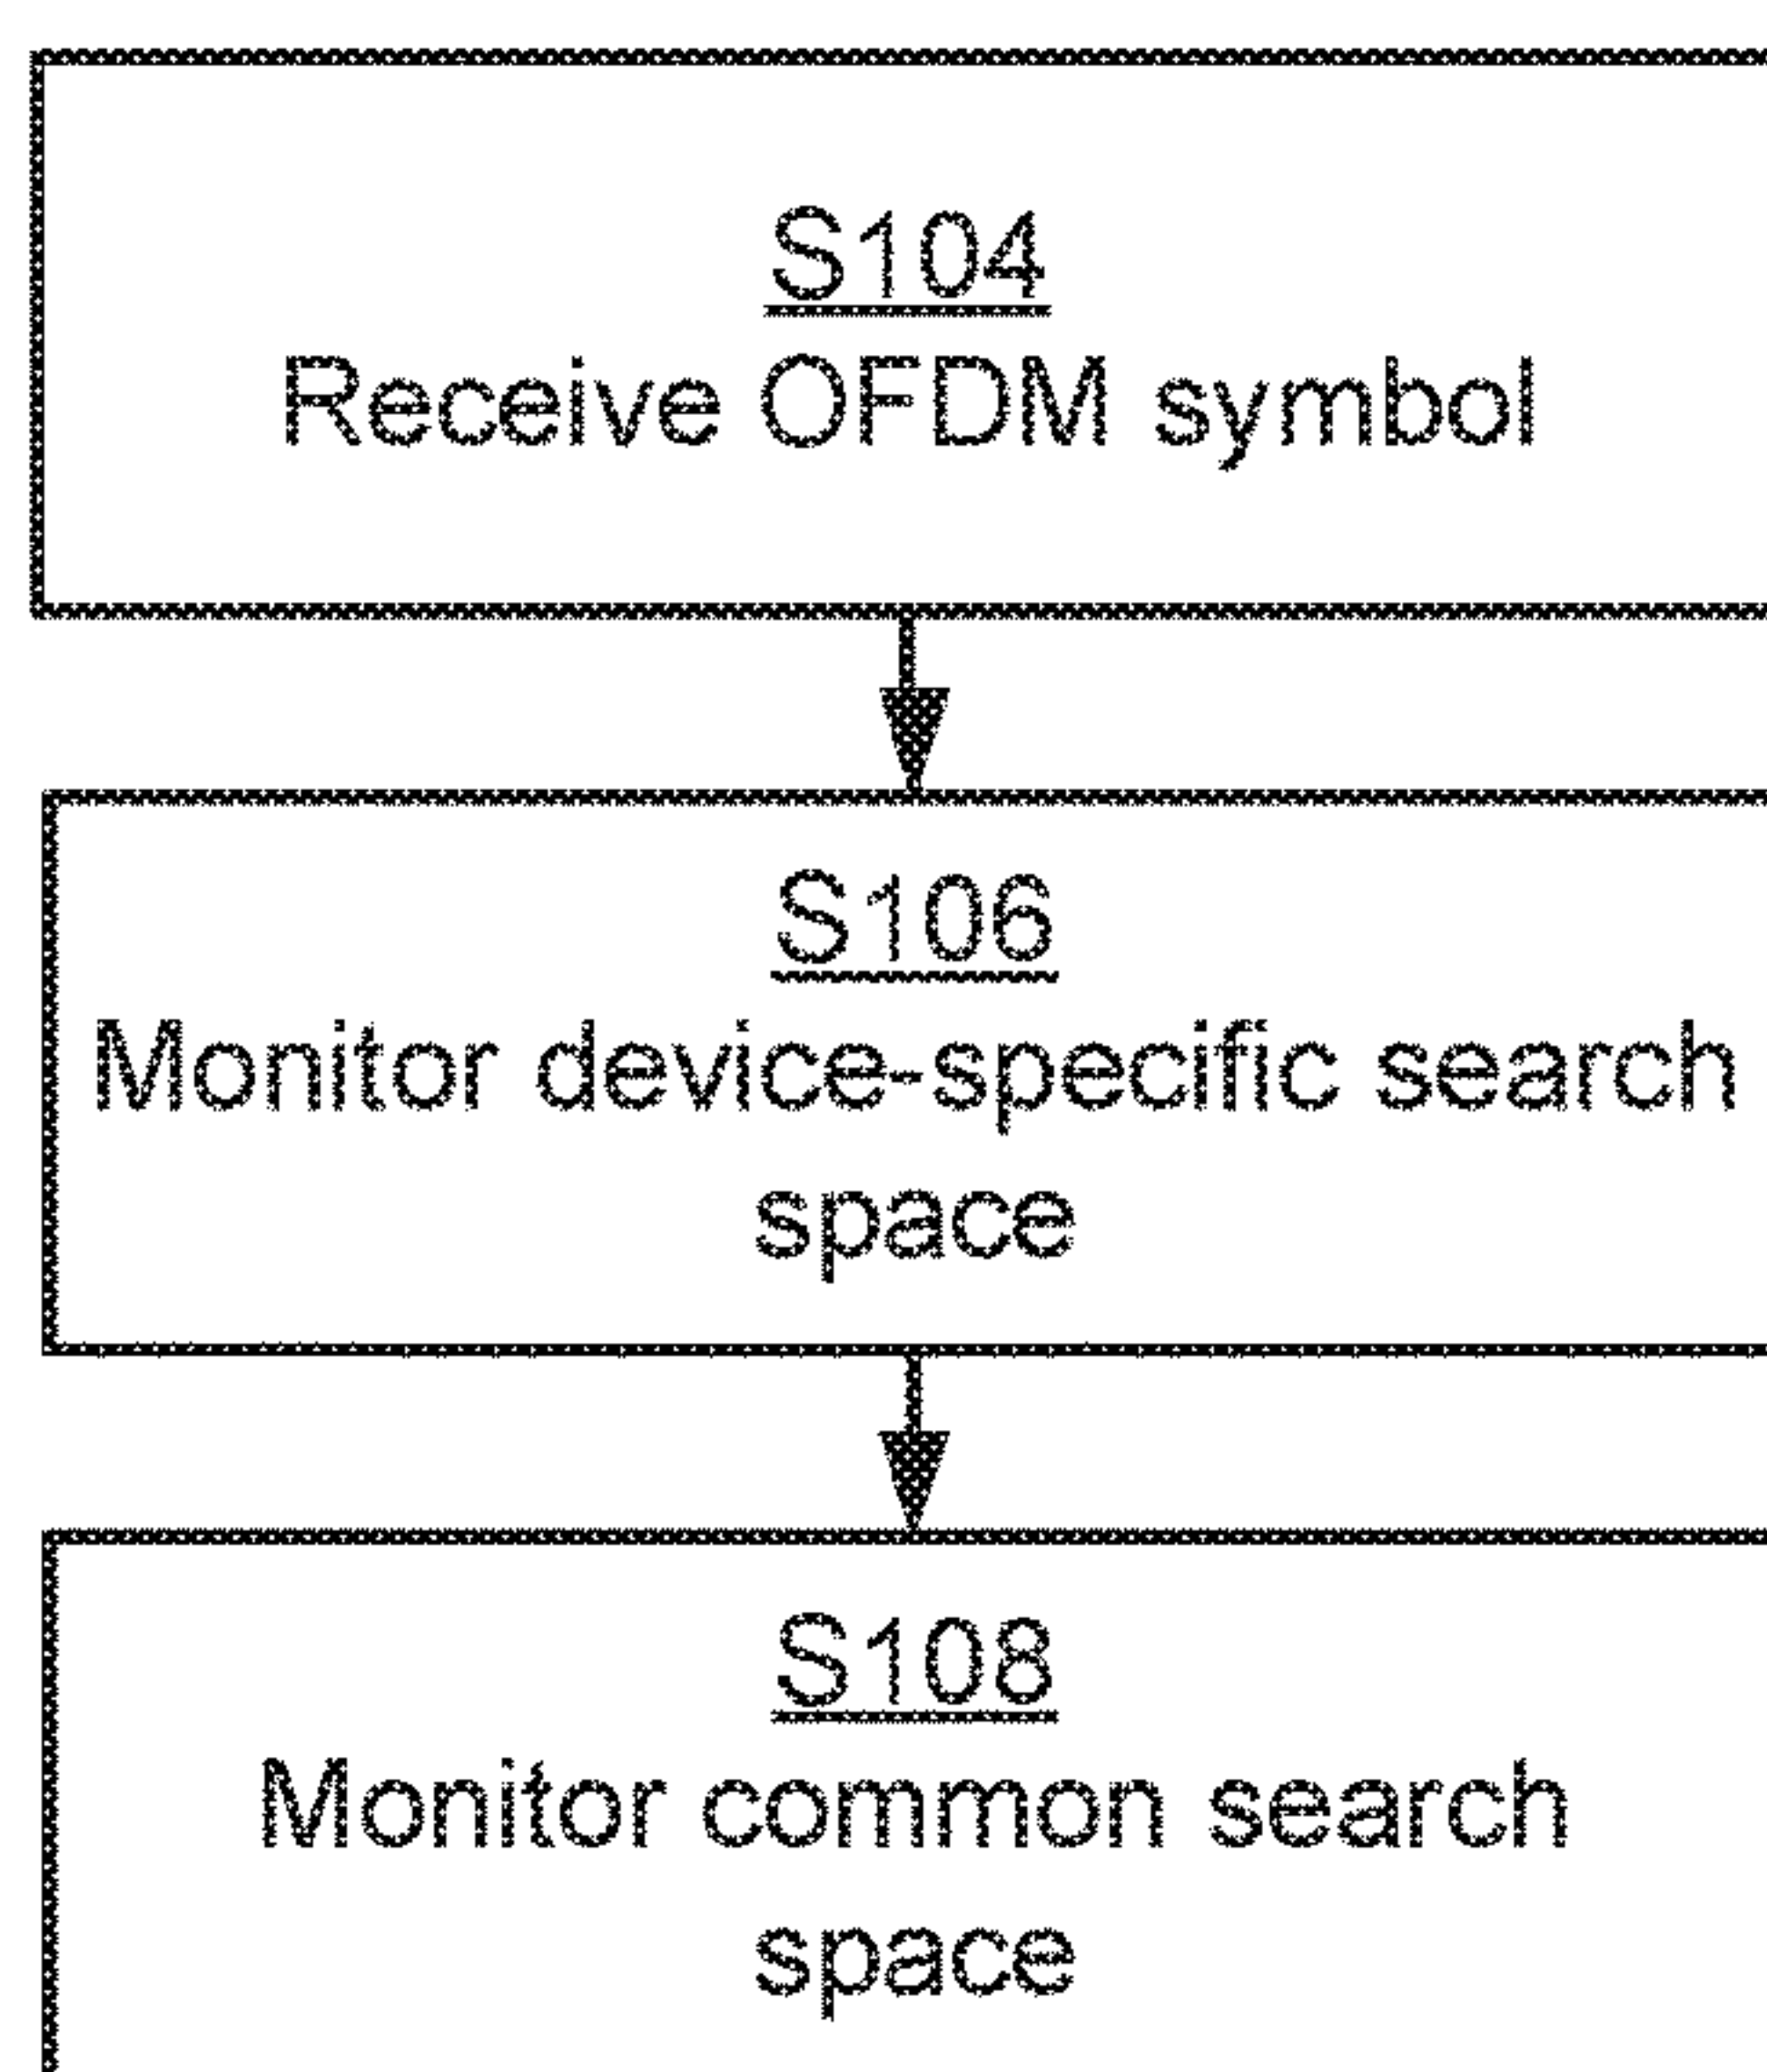 S104
Receive OFDM symbol
S106
Monitor device-specific search
space
S108
Monitor common search
space